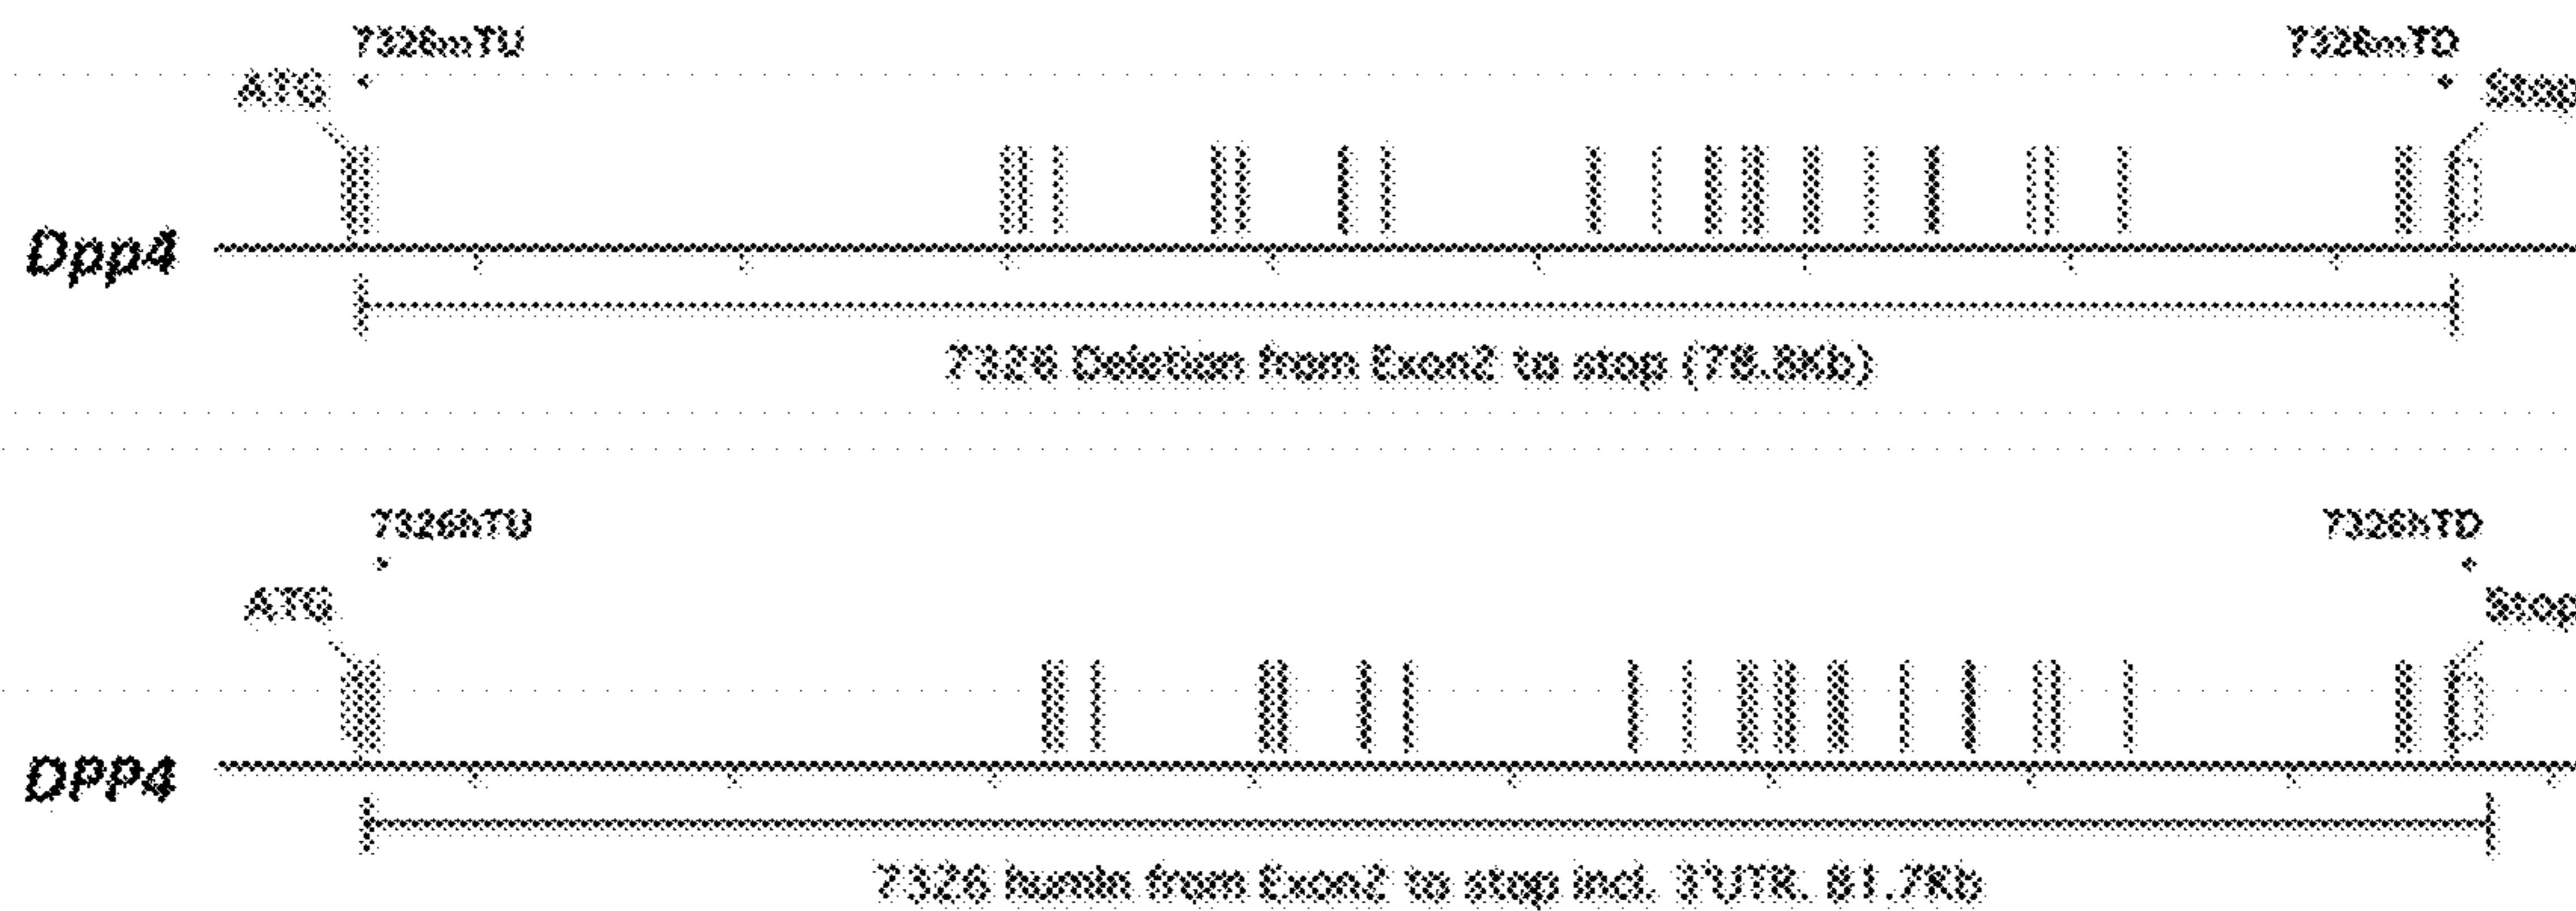 7326mTU 7326mTD
ATG Stop
Dpp4
7326 Deletion from Exon2 to stop (78.8Kb)
7326hTU 7326hTD
ATG Stop
DPP4
7326 humIn from Exon2 to stop incl. 3'UTR. 81.7Kb